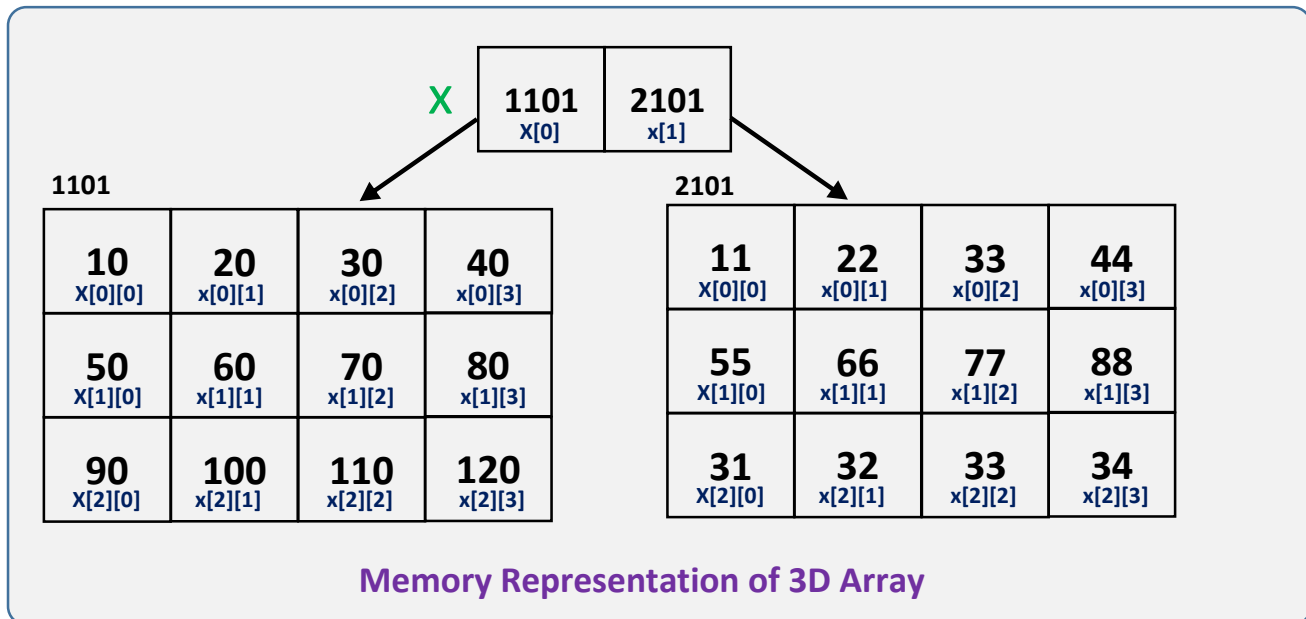 X 1101 2101
X[0] x[1]
1101
10 20 30 40
X[0][0] x[0][1] x[0][2] x[0][3]
50 60 70 80
X[1][0] x[1][1] x[1][2] x[1][3]
90 100 110 120
X[2][0] x[2][1] x[2][2] x[2][3]
2101
11 22 33 44
X[0][0] x[0][1] x[0][2] x[0][3]
55 66 77 88
X[1][0] x[1][1] x[1][2] x[1][3]
31 32 33 34
X[2][0] x[2][1] x[2][2] x[2][3]
Memory Representation of 3D Array